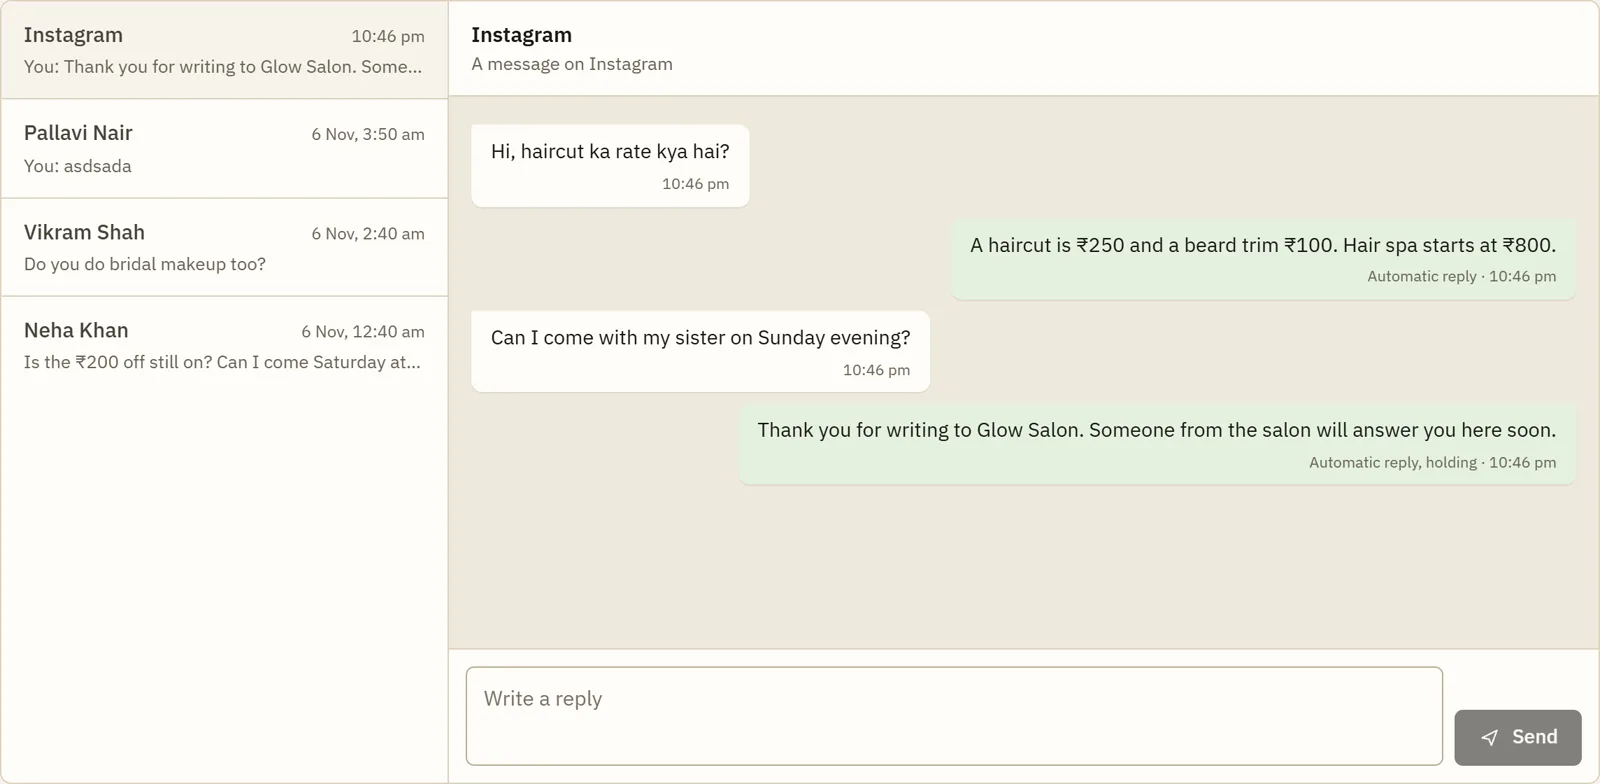 Instagram
10:46 pm
You: Thank you for writing to Glow Salon. Some...
Pallavi Nair
6 Nov, 3:50 am
You: asdsada
Vikram Shah
6 Nov, 2:40 am
Do you do bridal makeup too?
Neha Khan
6 Nov, 12:40 am
Is the ₹200 off still on? Can I come Saturday at...
Instagram
A message on Instagram
Hi, haircut ka rate kya hai?
10:46 pm
A haircut is ₹250 and a beard trim ₹100. Hair spa starts at ₹800.
Automatic reply · 10:46 pm
Can I come with my sister on Sunday evening?
10:46 pm
Thank you for writing to Glow Salon. Someone from the salon will answer you here soon.
Automatic reply, holding · 10:46 pm
Write a reply
Send